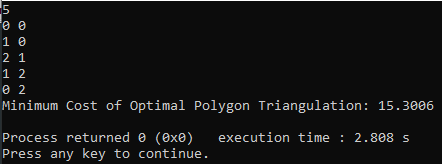 5
0 0
1 0
2 1
1 2
0 2
Minimum Cost of Optimal Polygon Triangulation: 15.3006
Process returned 0 (0x0)   execution time : 2.808 s
Press any key to continue.